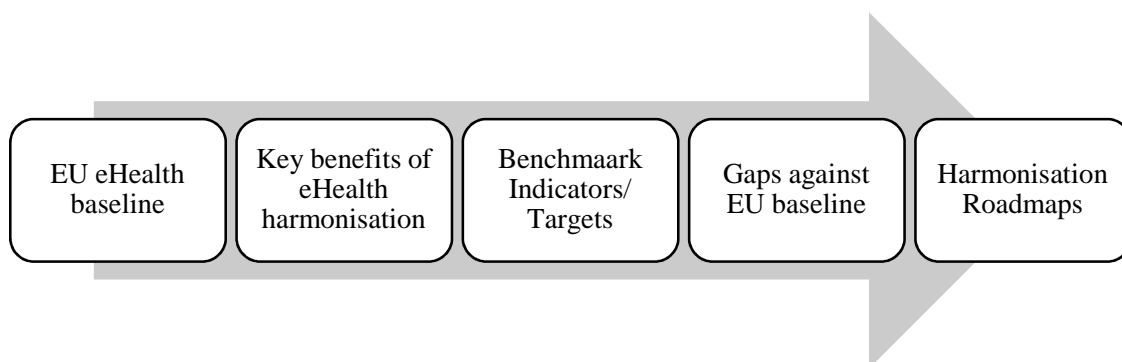 EU eHealth
baseline
Key benefits of
eHealth
harmonisation
Benchmaark
Indicators/
Targets
Gaps against
EU baseline
Harmonisation
Roadmaps